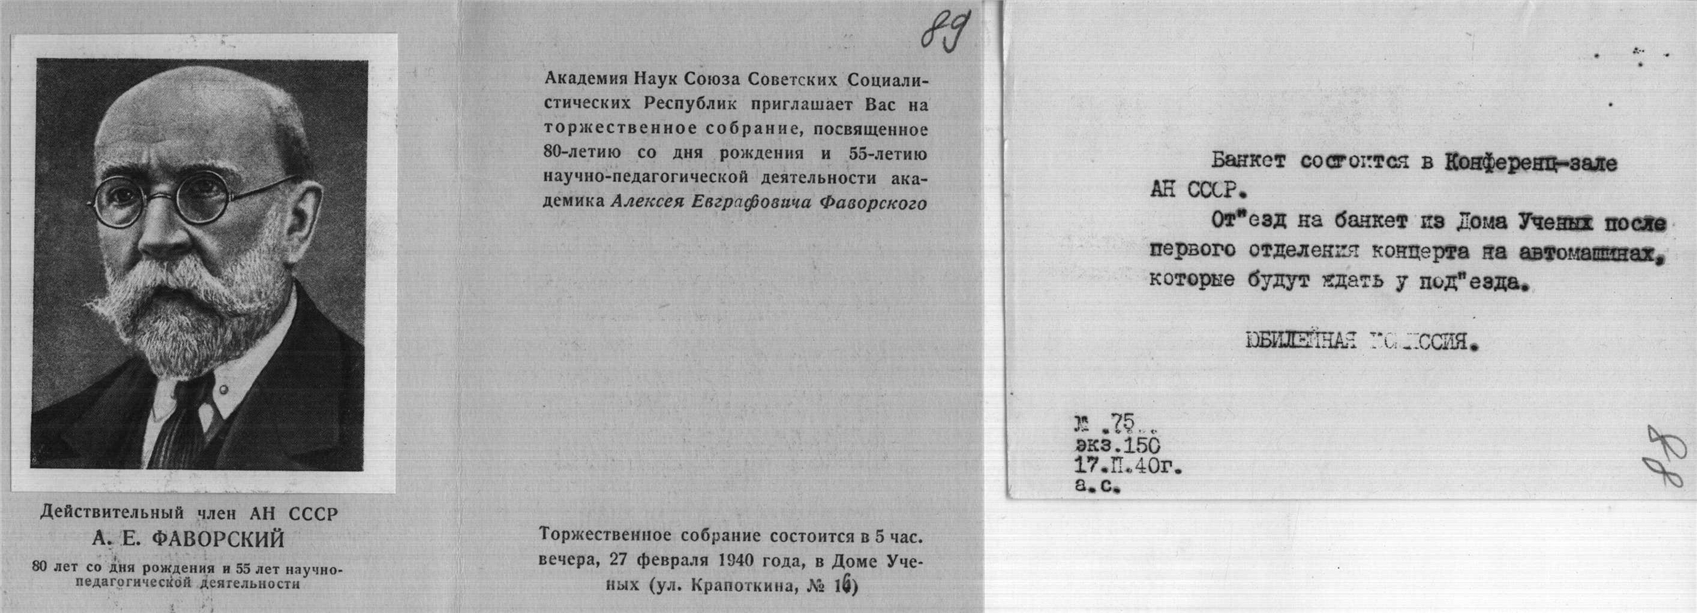 Действительный член АН СССР
А. Е. ФАВОРСКИЙ
80 лет со дня рождения и 55 лет научно-
педагогической деятельности
89
Академия Наук Союза Советских Социали-
стических Республик приглашает Вас на
торжественное собрание, посвященное
80-летию со дня рождения и 55-летию
научно-педагогической деятельности ака-
демика Алексея Евграфовича Фаворского
Торжественное собрание состоится в 5 час.
вечера, 27 февраля 1940 года, в Доме Уче-
ных (ул. Крапоткина, № 16)
Банкет состоится в Конференц-зале
АН СССР.
От"езд на банкет из Дома Ученых после
первого отделения концерта на автомашинах,
которые будут ждать у под"езда.
ЮБИЛЕЙНАЯ КОМИССИЯ.
№ 75
экз.150
17.П.40г.
а.с.
88